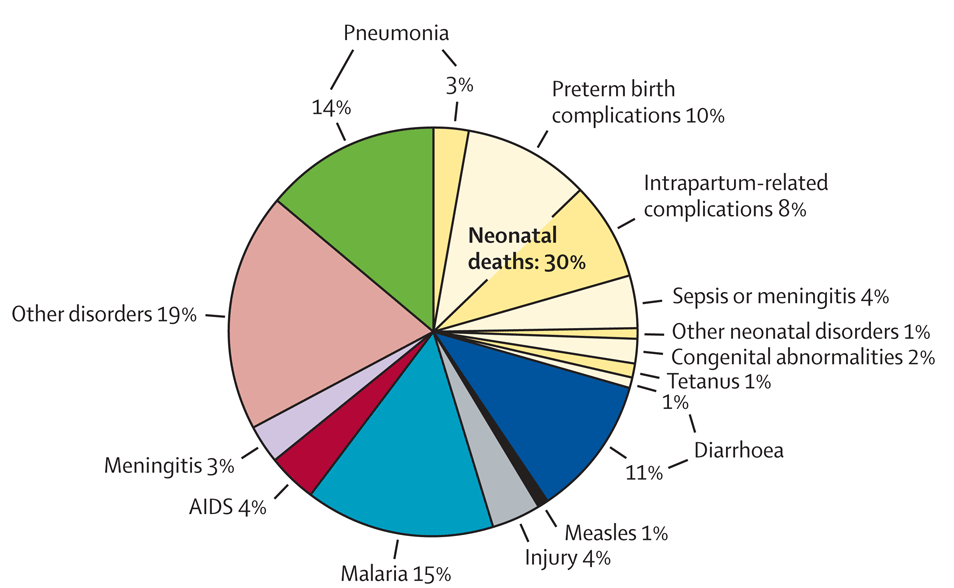 Pneumonia
3%
14%
Preterm birth
complications 10%
Intrapartum-related
complications 8%
Neonatal
deaths: 30%
Sepsis or meningitis 4%
Other neonatal disorders 1%
Congenital abnormalities 2%
Tetanus 1%
1%
Diarrhoea
11%
Measles 1%
Injury 4%
Malaria 15%
AIDS 4%
Meningitis 3%
Other disorders 19%